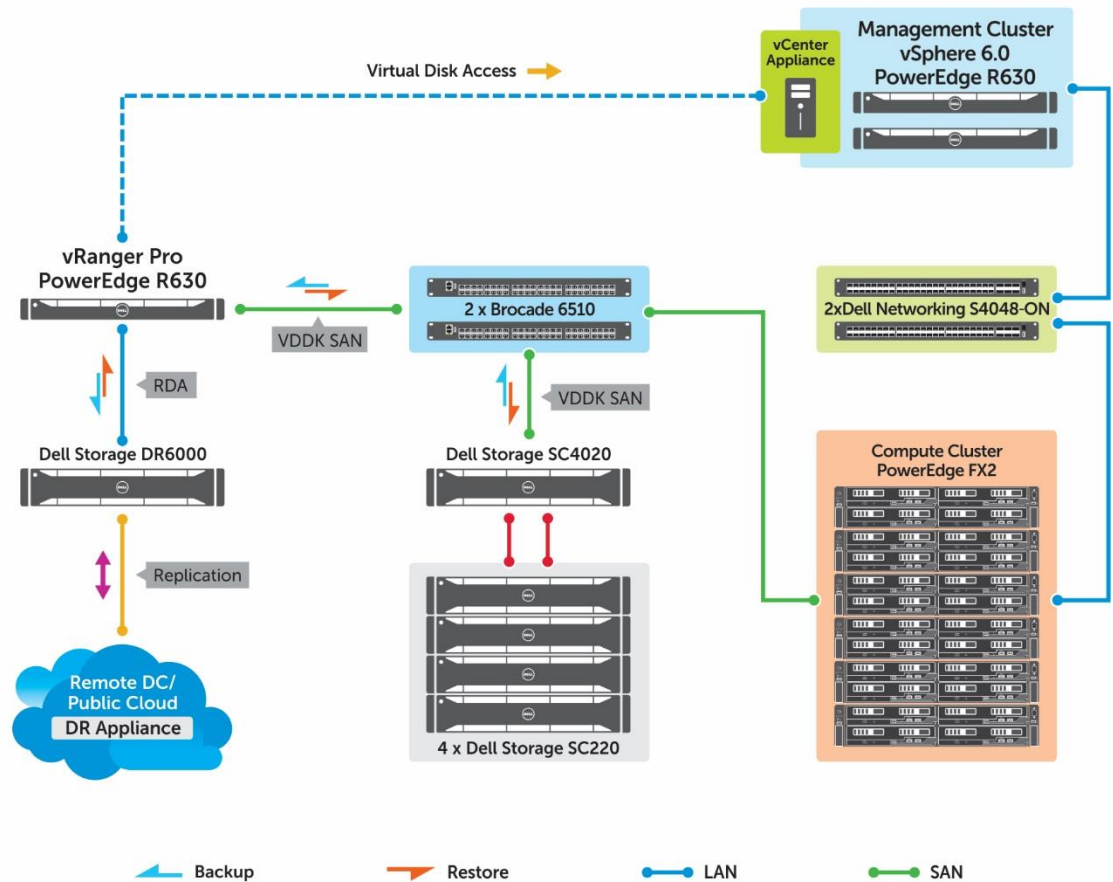 Management Cluster
vSphere 6.0
PowerEdge R630
vCenter
Appliance
Virtual Disk Access
vRanger Pro
PowerEdge R630
2 x Brocade 6510
2xDell Networking S4048-ON
VDDK SAN
RDA
VDDK SAN
Dell Storage DR6000
Dell Storage SC4020
Compute Cluster
PowerEdge FX2
Replication
Remote DC/
Public Cloud
DR Appliance
4 x Dell Storage SC220
Backup
Restore
LAN
SAN